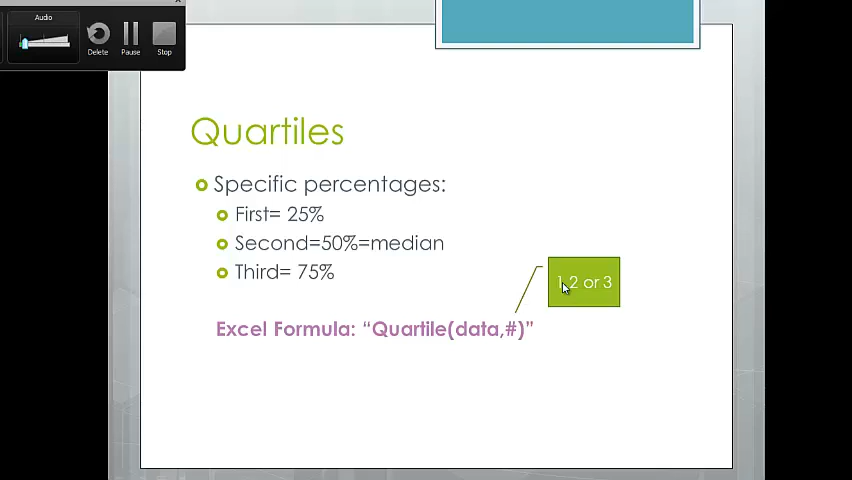 Audio
Delete
Pause
Stop
Quartiles
Specific percentages:
First= 25%
Second=50%=median
Third= 75%
1,2 or 3
Excel Formula: “Quartile(data,#)”